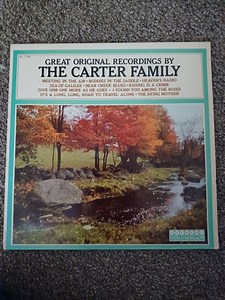 GREAT ORIGINAL RECORDINGS BY
THE CARTER FAMILY
MEETING IN THE AIR • BUDDIES IN THE SADDLE • HEAVEN'S RADIO
SEA OF GALILEE • BEAR CREEK BLUES • KISSING IS A CRIME
GIVE HIM ONE MORE AS HE GOES • I FOUND YOU AMONG THE ROSES
IT'S A LONG, LONG, ROAD TO TRAVEL ALONE • THE DYING MOTHER
HARMONY